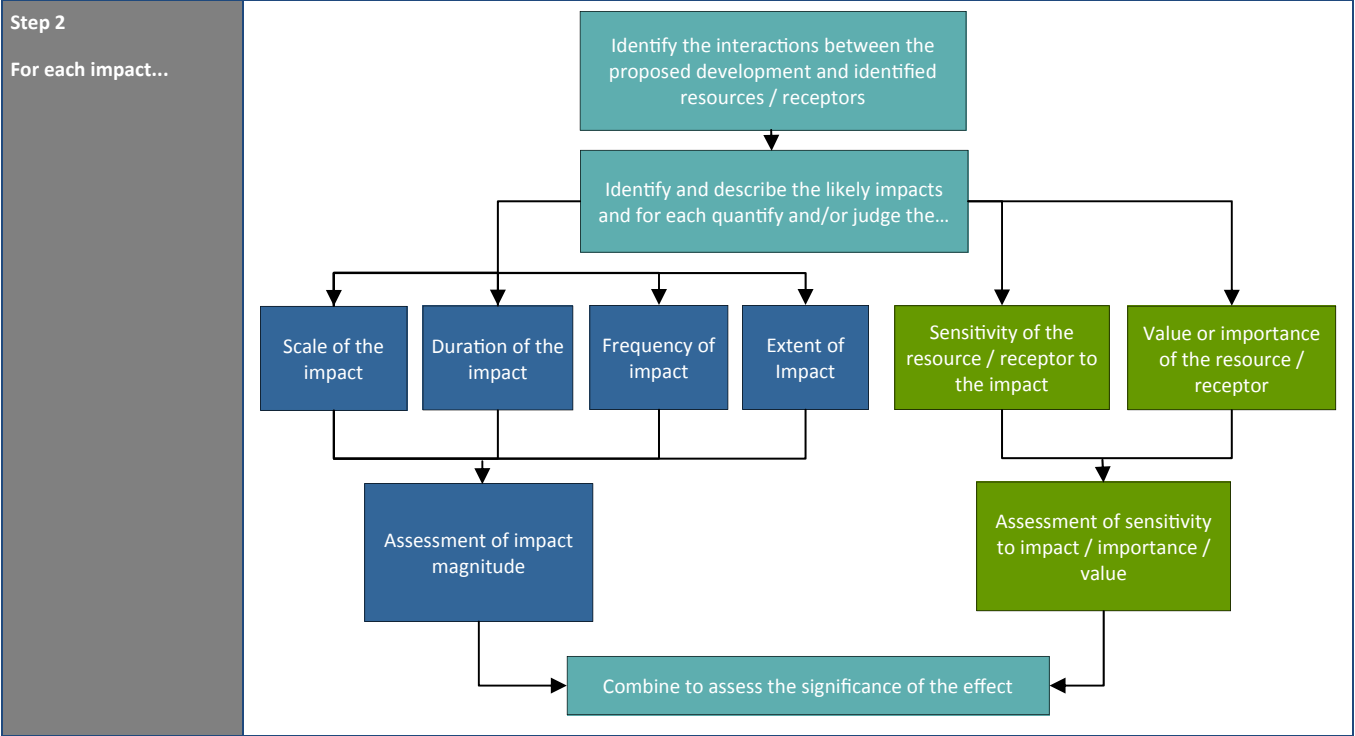 Step 2
For each impact...
Identify the interactions between the
proposed development and identified
resources / receptors
Identify and describe the likely impacts
and for each quantify and/or judge the…
Scale of the
impact
Duration of the
impact
Frequency of
impact
Extent of
Impact
Sensitivity of the
resource / receptor to
the impact
Value or importance
of the resource /
receptor
Assessment of impact
magnitude
Assessment of sensitivity
to impact / importance /
value
Combine to assess the significance of the effect